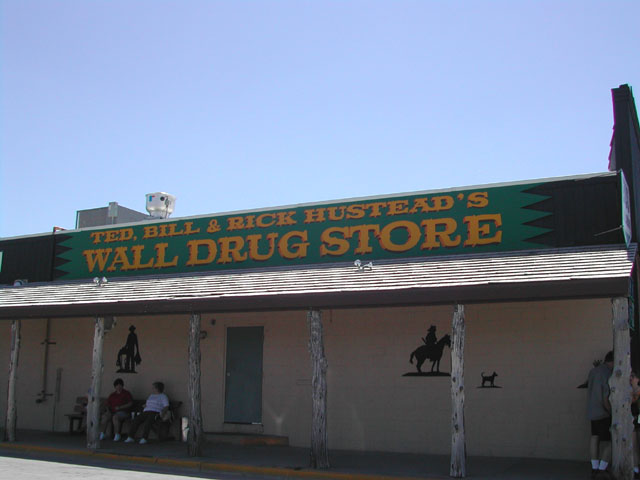 TED, BILL & RICK HUSTEAD'S
WALL DRUG STORE